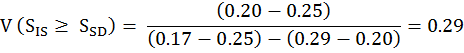 V (S_IS ≥ S_SD) = (0.20 − 0.25) / ((0.17 − 0.25) − (0.29 − 0.20)) = 0.29